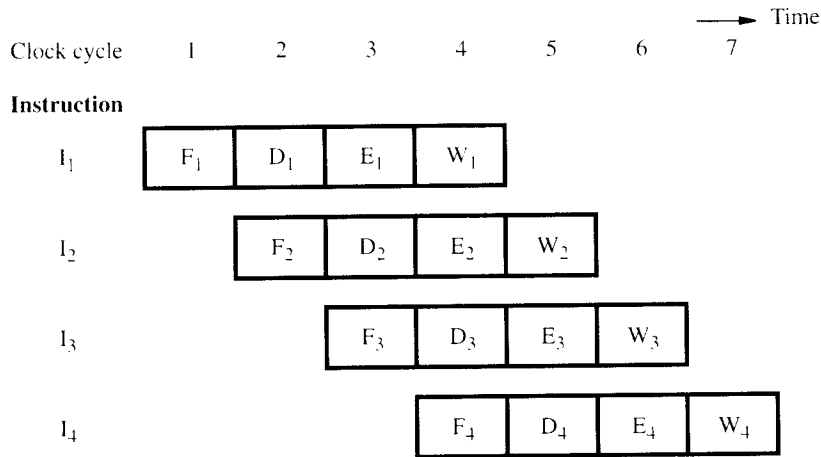 Time
Clock cycle 1 2 3 4 5 6 7
Instruction
I₁ F₁ D₁ E₁ W₁
I₂ F₂ D₂ E₂ W₂
I₃ F₃ D₃ E₃ W₃
I₄ F₄ D₄ E₄ W₄